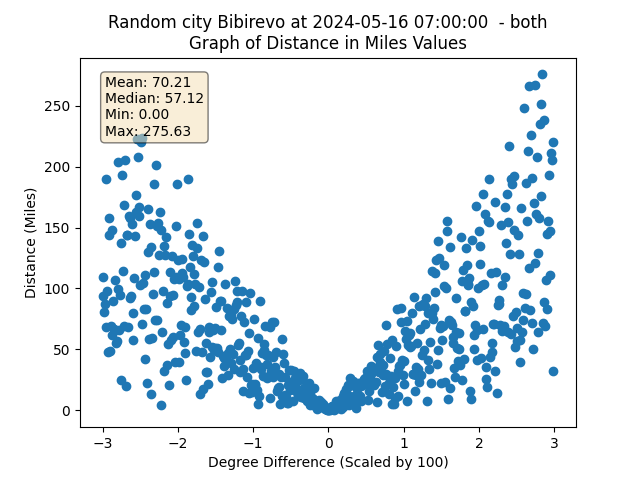 Random city Bibirevo at 2024-05-16 07:00:00 - both
Graph of Distance in Miles Values
Mean: 70.21
Median: 57.12
Min: 0.00
Max: 275.63
Distance (Miles)
250
200
150
100
50
0
−3 −2 −1 0 1 2 3
Degree Difference (Scaled by 100)